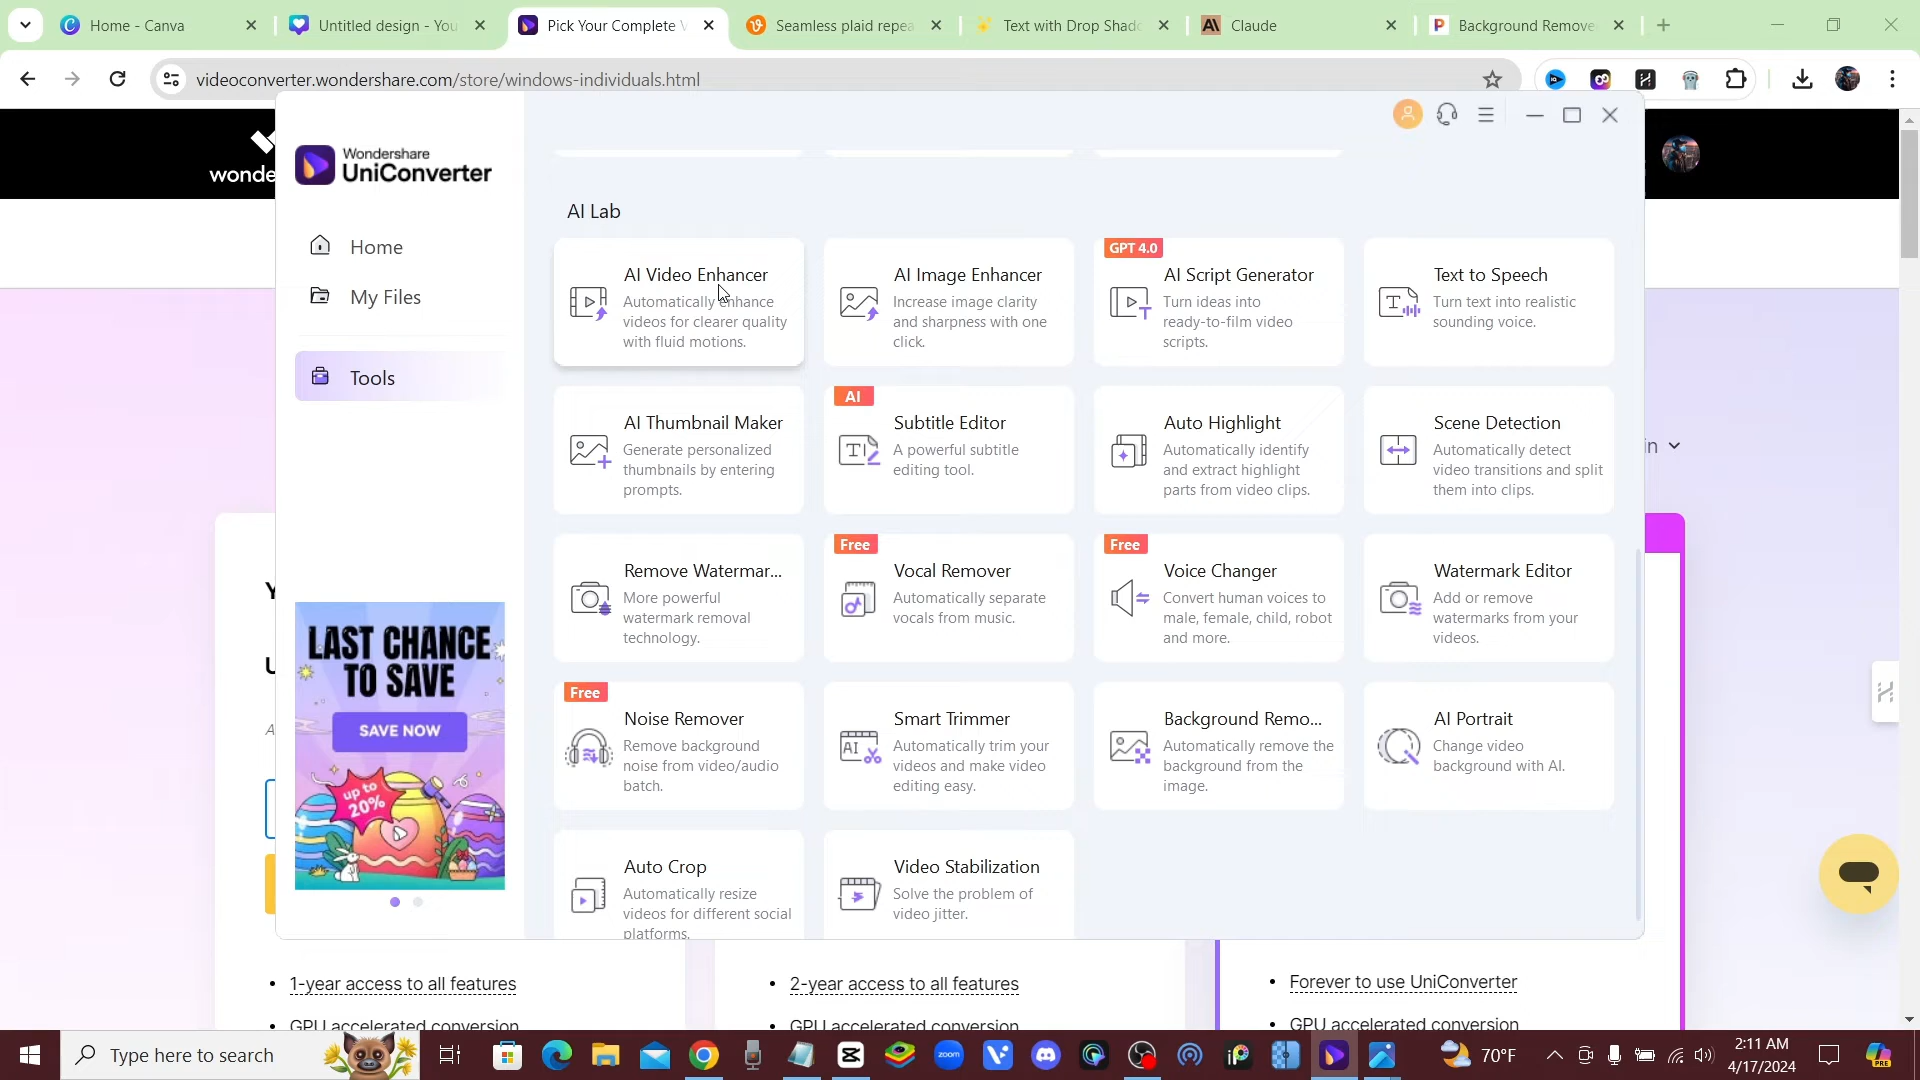 Home - Canva
Untitled design - You
Pick Your Complete V
Seamless plaid repea
Text with Drop Shado
Claude
Background Remove
videoconverter.wondershare.com/store/windows-individuals.html
Wondershare
UniConverter
Home
My Files
Tools
LAST CHANCE
TO SAVE
SAVE NOW
up to
20%
AI Lab
AI Video Enhancer
Automatically enhance
videos for clearer quality
with fluid motions.
AI Image Enhancer
Increase image clarity
and sharpness with one
click.
GPT 4.0
AI Script Generator
Turn ideas into
ready-to-film video
scripts.
Text to Speech
Turn text into realistic
sounding voice.
AI Thumbnail Maker
Generate personalized
thumbnails by entering
prompts.
AI
Subtitle Editor
A powerful subtitle
editing tool.
Auto Highlight
Automatically identify
and extract highlight
parts from video clips.
Scene Detection
Automatically detect
video transitions and split
them into clips.
Remove Watermar...
More powerful
watermark removal
technology.
Free
Vocal Remover
Automatically separate
vocals from music.
Free
Voice Changer
Convert human voices to
male, female, child, robot
and more.
Watermark Editor
Add or remove
watermarks from your
videos.
Free
Noise Remover
Remove background
noise from video/audio
batch.
Smart Trimmer
Automatically trim your
videos and make video
editing easy.
Background Remo...
Automatically remove the
background from the
image.
AI Portrait
Change video
background with AI.
Auto Crop
Automatically resize
videos for different social
platforms.
Video Stabilization
Solve the problem of
video jitter.
wonde
in
1-year access to all features
GPU accelerated conversion
2-year access to all features
GPU accelerated conversion
Forever to use UniConverter
GPU accelerated conversion
Type here to search
zoom
70°F
2:11 AM
4/17/2024
PRE